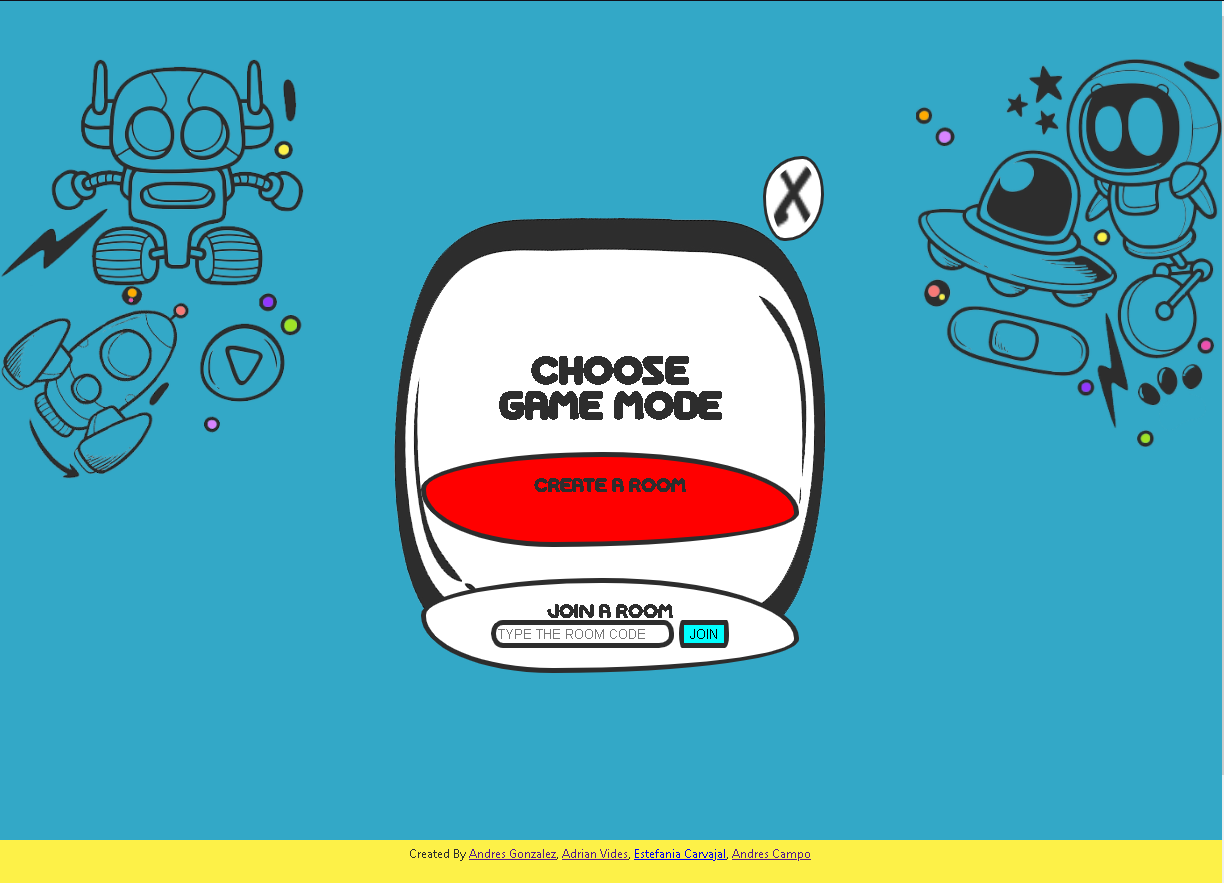 X
CHOOSE
GAME MODE
CREATE A ROOM
JOIN A ROOM
TYPE THE ROOM CODE JOIN
Created By Andres Gonzalez, Adrian Vides, Estefania Carvajal, Andres Campo